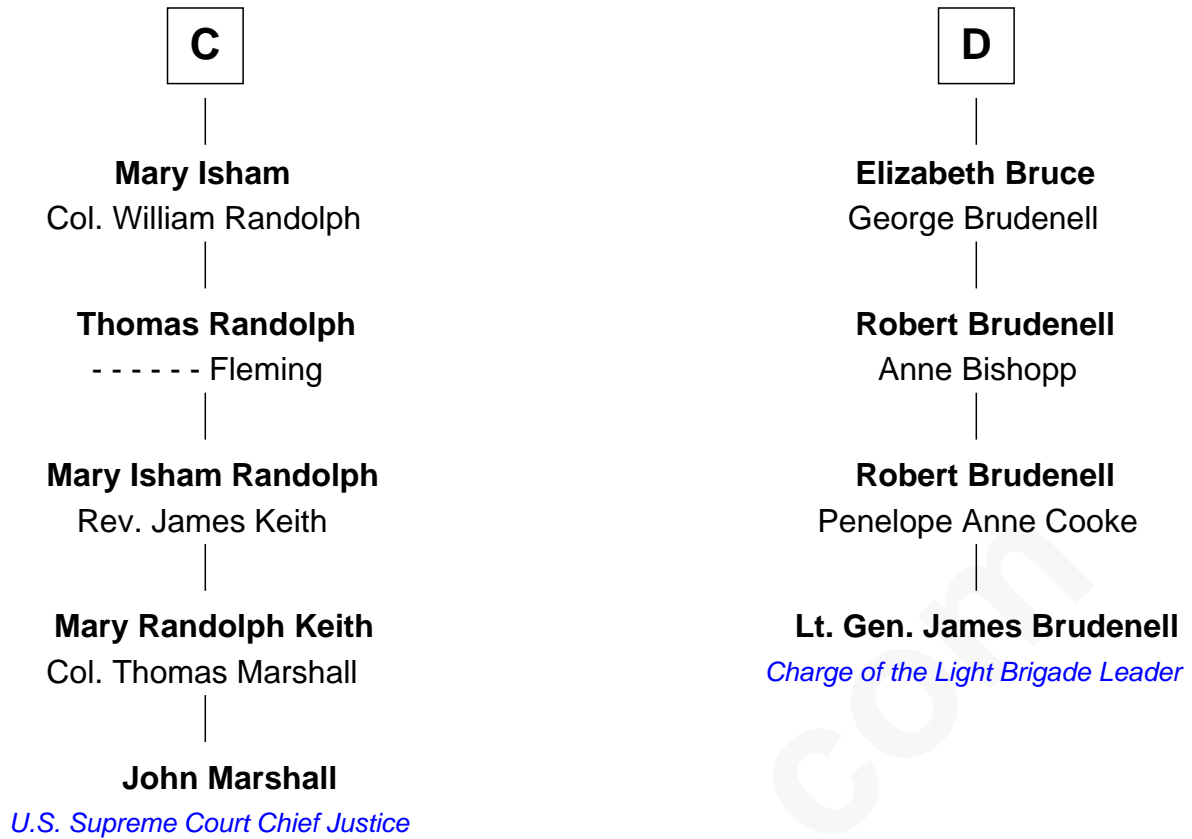 C
Mary Isham
Col. William Randolph
Thomas Randolph
- - - - - - Fleming
Mary Isham Randolph
Rev. James Keith
Mary Randolph Keith
Col. Thomas Marshall
John Marshall
U.S. Supreme Court Chief Justice
D
Elizabeth Bruce
George Brudenell
Robert Brudenell
Anne Bishopp
Robert Brudenell
Penelope Anne Cooke
Lt. Gen. James Brudenell
Charge of the Light Brigade Leader
com